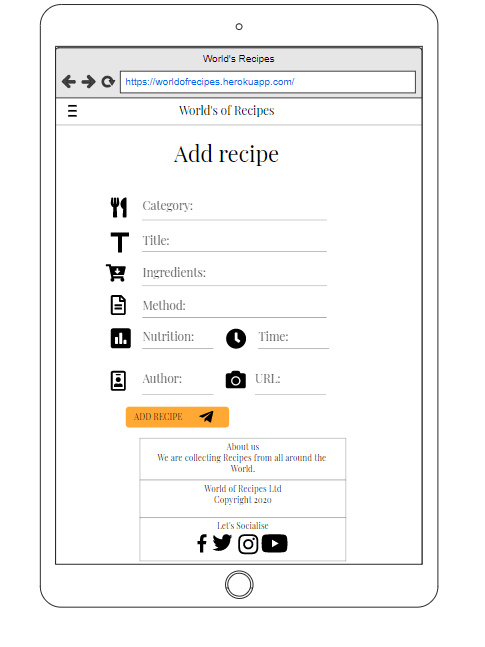 World's Recipes
https://worldofrecipes.herokuapp.com/
World's of Recipes
Add recipe
Category:
Title:
Ingredients:
Method:
Nutrition: Time:
Author: URL:
ADD RECIPE
About us
We are collecting Recipes from all around the
World.
World of Recipes Ltd
Copyright 2020
Let's Socialise